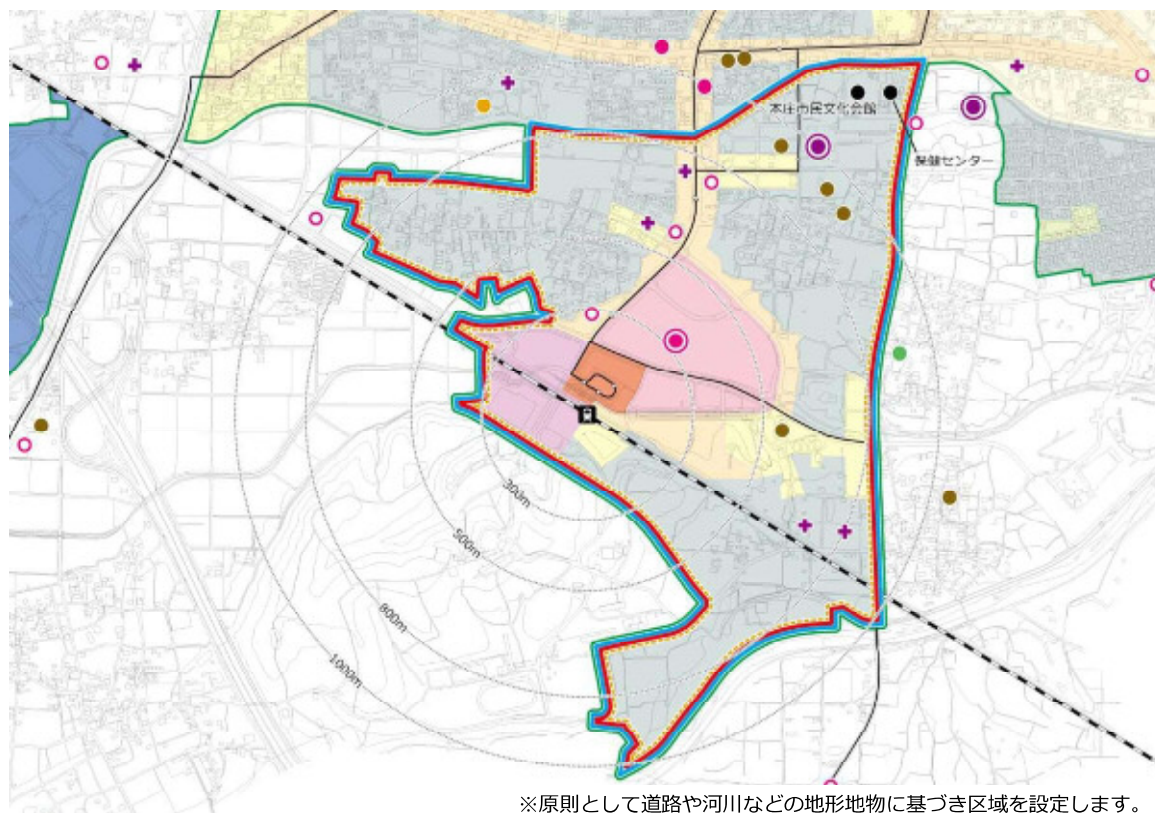 本庄市民文化会館
保健センター
300m
500m
800m
1000m
※原則として道路や河川などの地形地物に基づき区域を設定します。